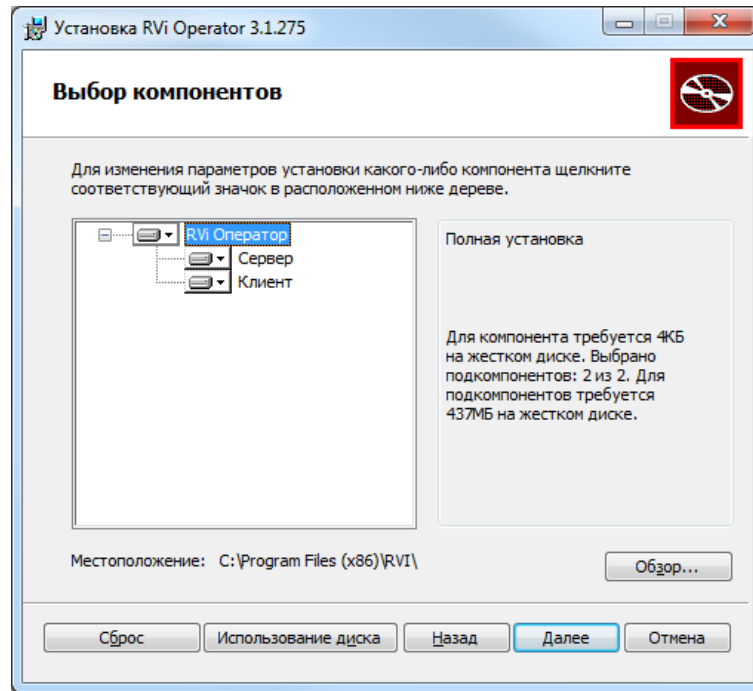 Установка RVi Operator 3.1.275
Выбор компонентов
Для изменения параметров установки какого-либо компонента щелкните
соответствующий значок в расположенном ниже дереве.
RVi Оператор
Сервер
Клиент
Полная установка
Для компонента требуется 4КБ
на жестком диске. Выбрано
подкомпонентов: 2 из 2. Для
подкомпонентов требуется
437МБ на жестком диске.
Местоположение: C:\Program Files (x86)\RVI\
Обзор...
Сброс Использование диска Назад Далее Отмена